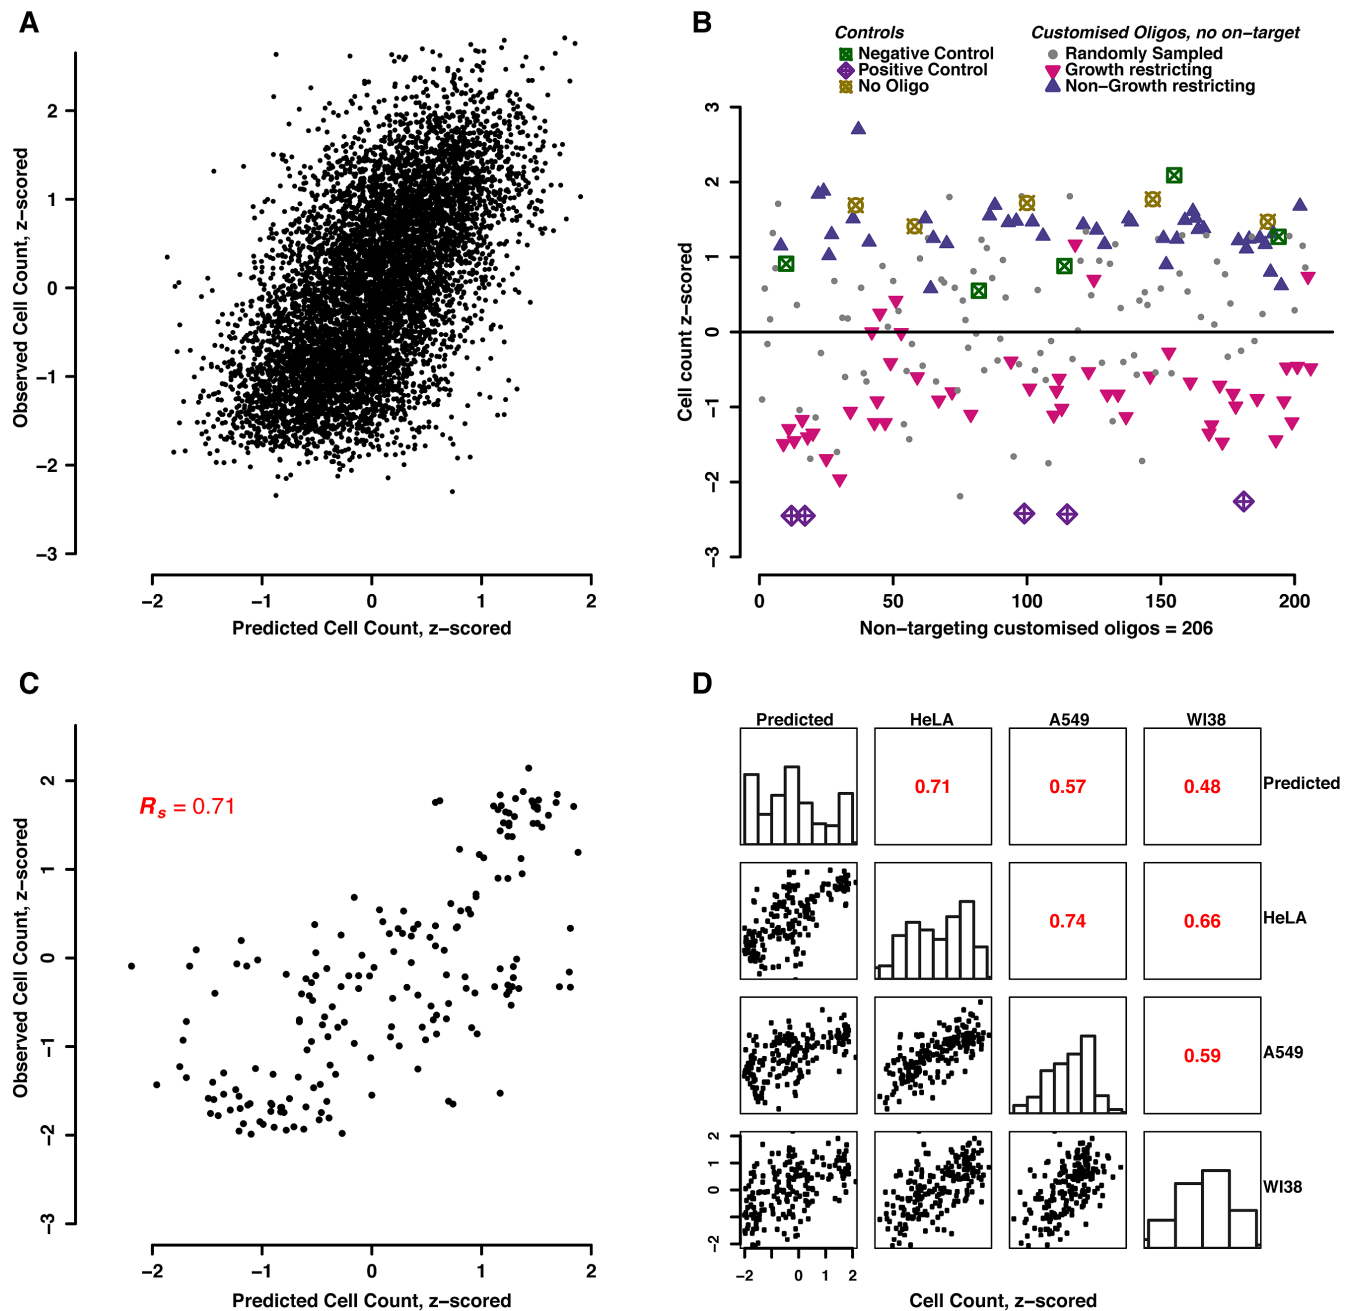 A
Observed Cell Count, z−scored
2
1
0
−1
−2
−3
−2 −1 0 1 2
Predicted Cell Count, z−scored
B
Controls
Negative Control
Positive Control
No Oligo
Customised Oligos, no on−target
Randomly Sampled
Growth restricting
Non−Growth restricting
Cell count z−scored
3
2
1
0
−1
−2
−3
0 50 100 150 200
Non−targeting customised oligos = 206
C
Observed Cell Count, z−scored
2
1
0
−1
−2
−3
Rs = 0.71
−2 −1 0 1 2
Predicted Cell Count, z−scored
D
Predicted HeLA A549 WI38
0.71 0.57 0.48 Predicted
0.74 0.66 HeLA
0.59 A549
WI38
2
1
0
−2
−2 0 1 2
Cell Count, z−scored